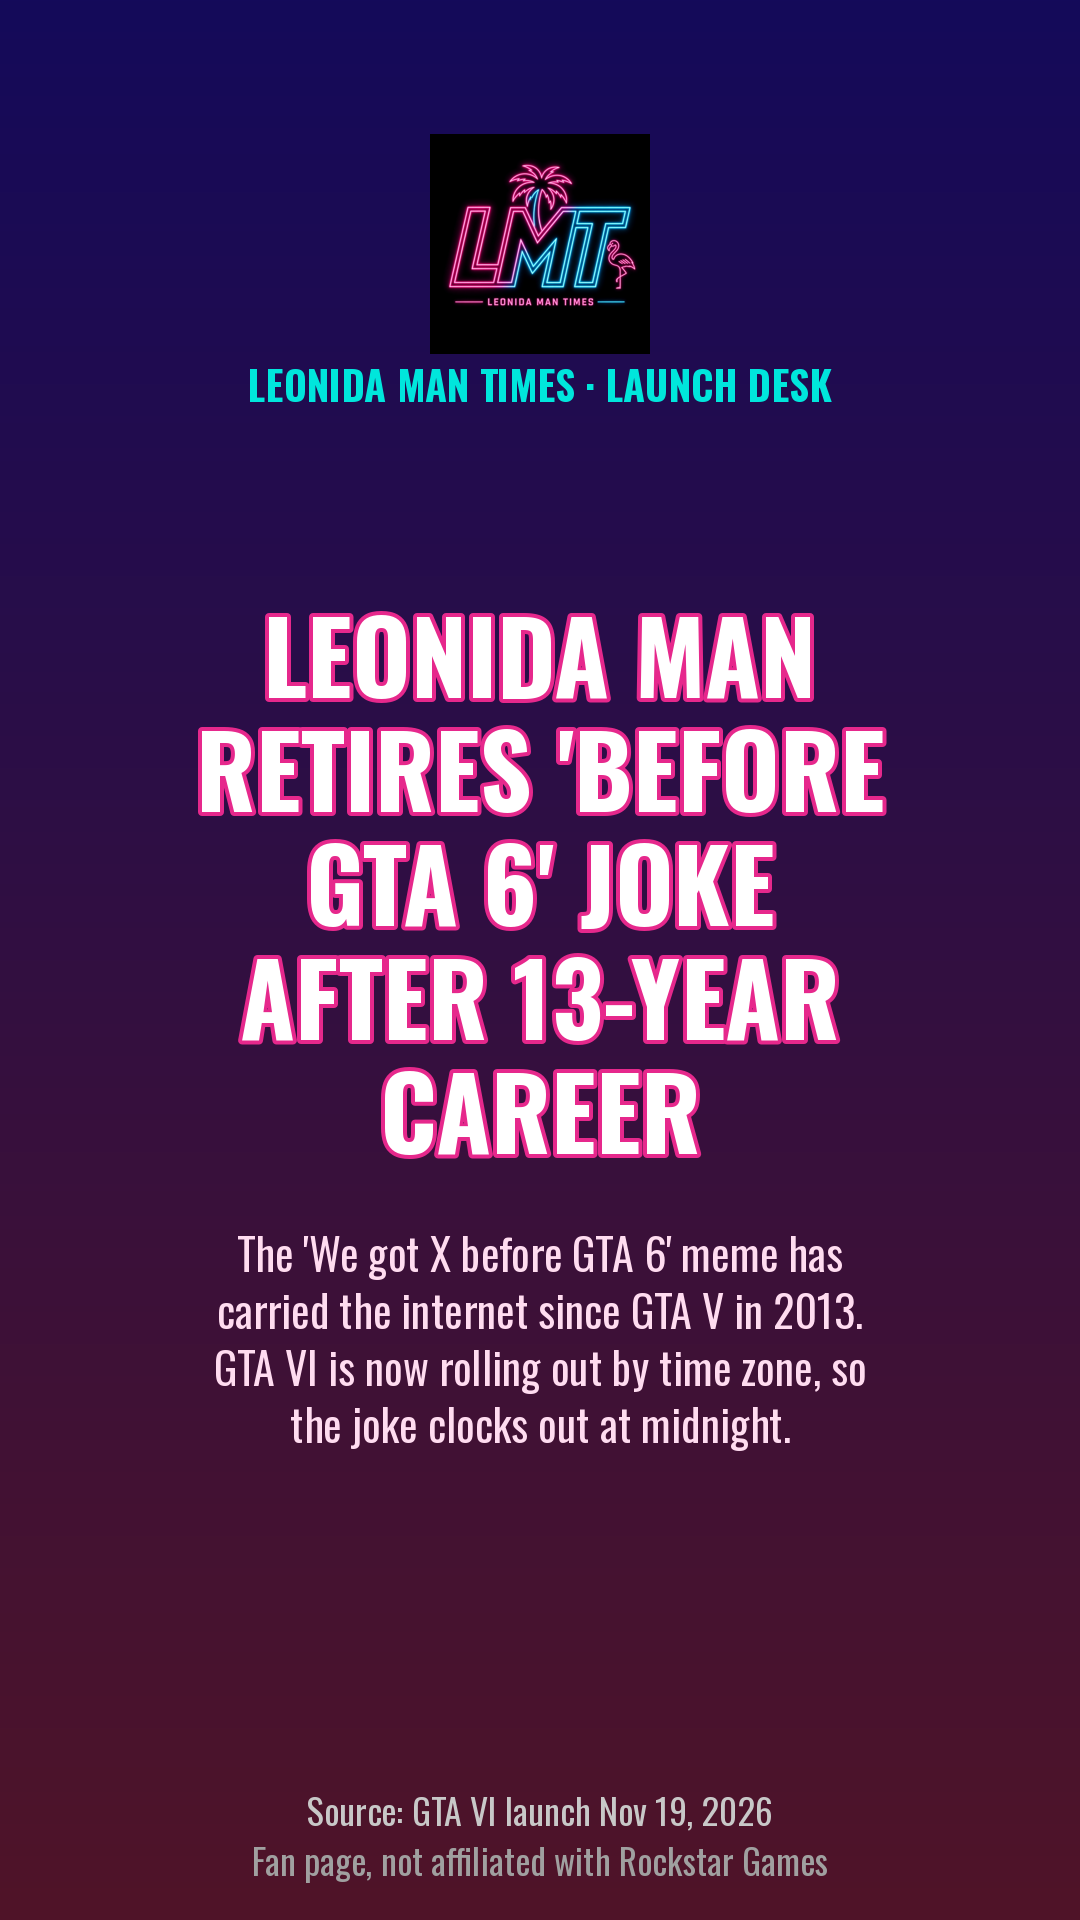 LMT
LEONIDA MAN TIMES
LEONIDA MAN TIMES · LAUNCH DESK
LEONIDA MAN
RETIRES 'BEFORE
GTA 6' JOKE
AFTER 13-YEAR
CAREER
The 'We got X before GTA 6' meme has
carried the internet since GTA V in 2013.
GTA VI is now rolling out by time zone, so
the joke clocks out at midnight.
Source: GTA VI launch Nov 19, 2026
Fan page, not affiliated with Rockstar Games